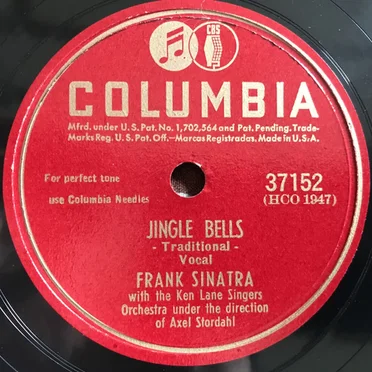 CBS
COLUMBIA
Mfrd. under U.S. Pat. No. 1,702,564 and Pat. Pending. Trade-
Marks Reg. U.S. Pat. Off.—Marcas Registradas. Made in U.S.A.
For perfect tone
use Columbia Needles
37152
(HCO 1947)
JINGLE BELLS
- Traditional -
Vocal
FRANK SINATRA
with the Ken Lane Singers
Orchestra under the direction
of Axel Stordahl